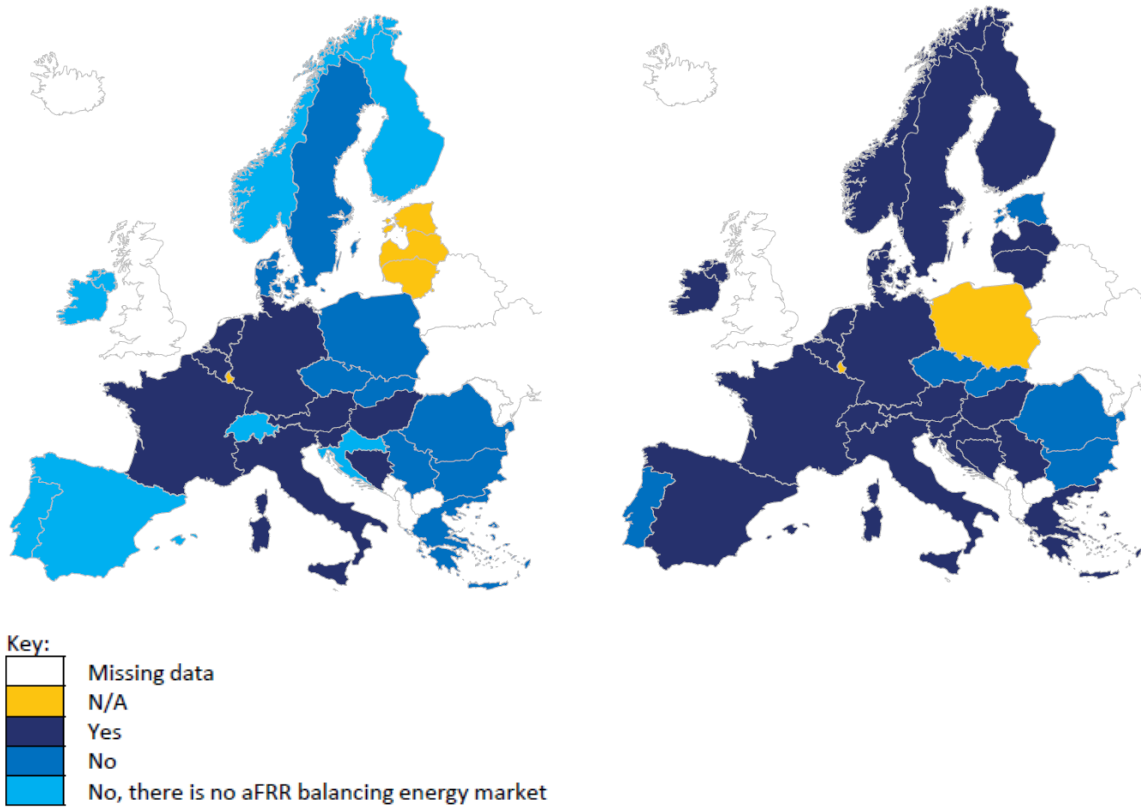 Key:
Missing data
N/A
Yes
No
No, there is no aFRR balancing energy market